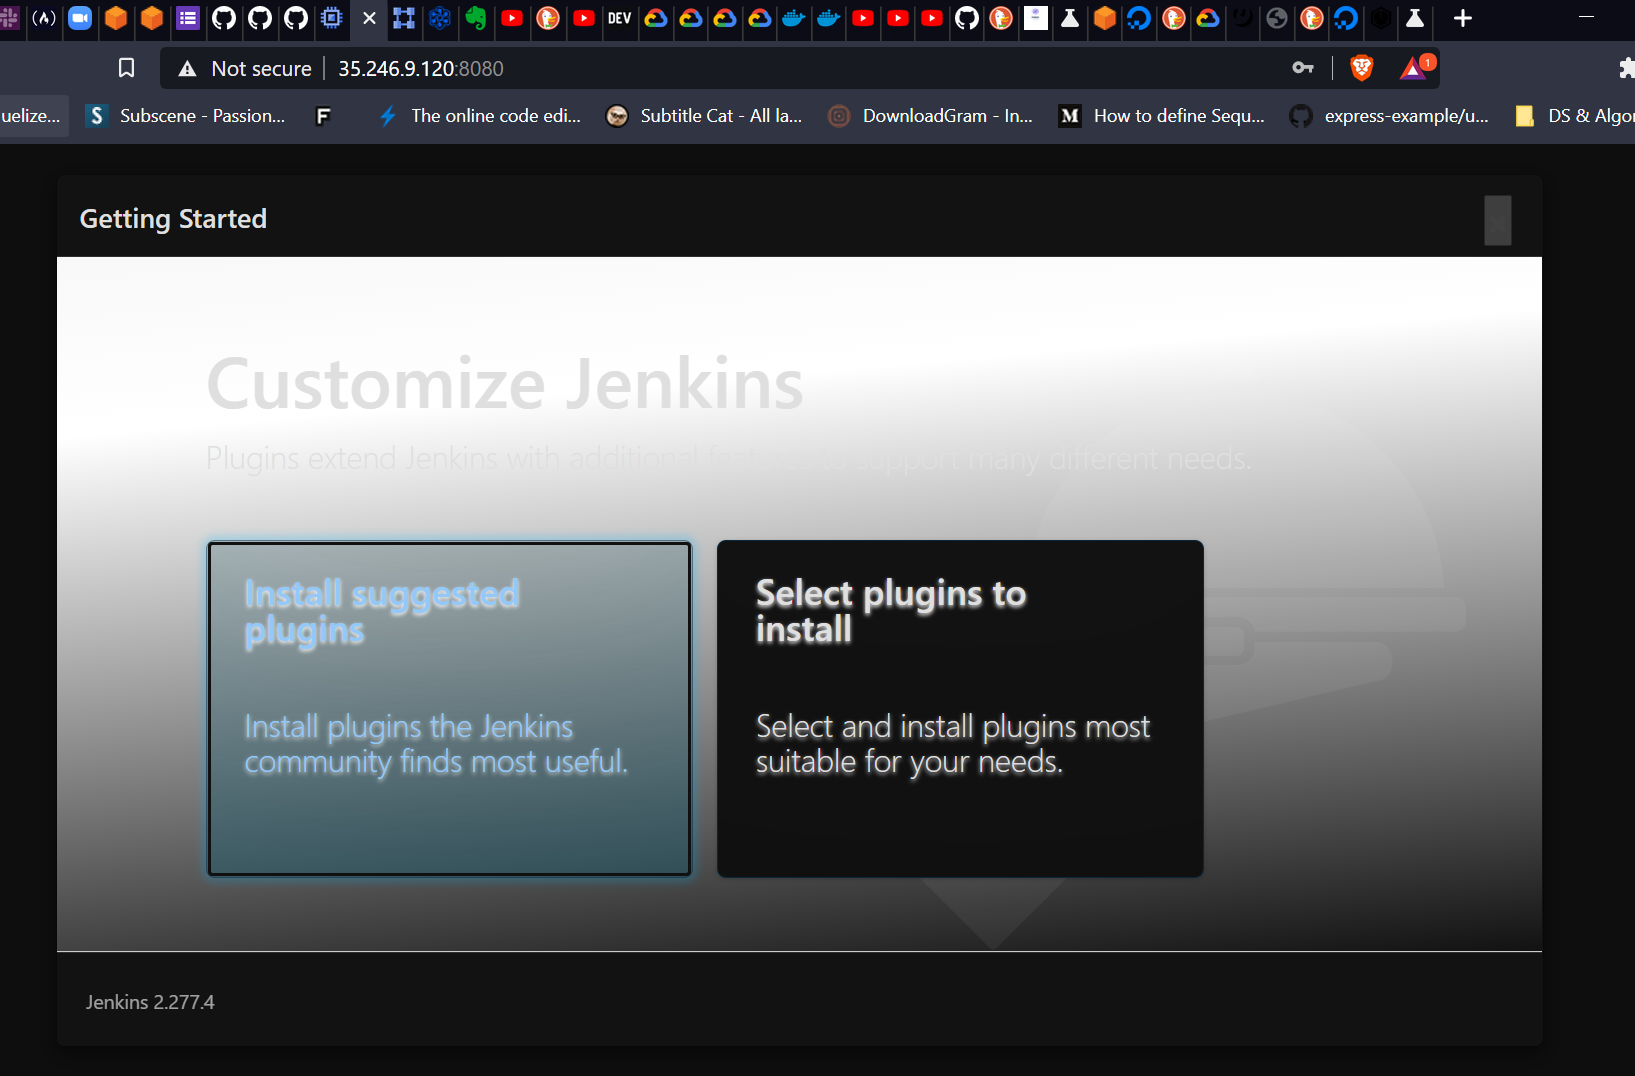 DEV
1
Not secure
35.246.9.120:8080
uelize...
S
Subscene - Passion...
F
The online code edi...
Subtitle Cat - All la...
DownloadGram - In...
M
How to define Sequ...
express-example/u...
DS & Algor
Getting Started
Customize Jenkins
Plugins extend Jenkins with additional features to support many different needs.
Install suggested
plugins
Install plugins the Jenkins
community finds most useful.
Select plugins to
install
Select and install plugins most
suitable for your needs.
Jenkins 2.277.4